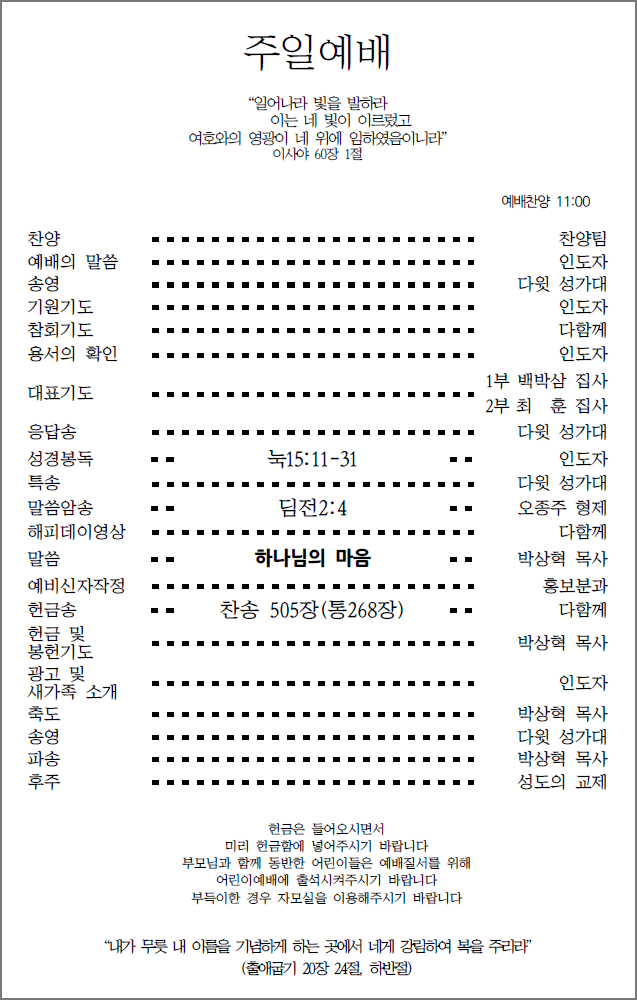 주일예배
“일어나라 빛을 발하라
이는 네 빛이 이르렀고
여호와의 영광이 네 위에 임하였음이니라”
이사야 60장 1절
예배찬양 11:00
찬양 찬양팀
예배의 말씀 인도자
송영 다윗 성가대
기원기도 인도자
참회기도 다함께
용서의 확인 인도자
대표기도 1부 백박삼 집사
2부 최 훈 집사
응답송 다윗 성가대
성경봉독 눅15:11-31 인도자
특송 다윗 성가대
말씀암송 딤전2:4 오종주 형제
해피데이영상 다함께
말씀 하나님의 마음 박상혁 목사
예비신자작정 홍보분과
헌금송 찬송 505장(통268장) 다함께
헌금 및
봉헌기도 박상혁 목사
광고 및
새가족 소개 인도자
축도 박상혁 목사
송영 다윗 성가대
파송 박상혁 목사
후주 성도의 교제
헌금은 들어오시면서
미리 헌금함에 넣어주시기 바랍니다
부모님과 함께 동반한 어린이들은 예배질서를 위해
어린이예배에 출석시켜주시기 바랍니다
부득이한 경우 자모실을 이용해주시기 바랍니다
“내가 무릇 내 이름을 기념하게 하는 곳에서 네게 강림하여 복을 주리라”
(출애굽기 20장 24절, 하반절)